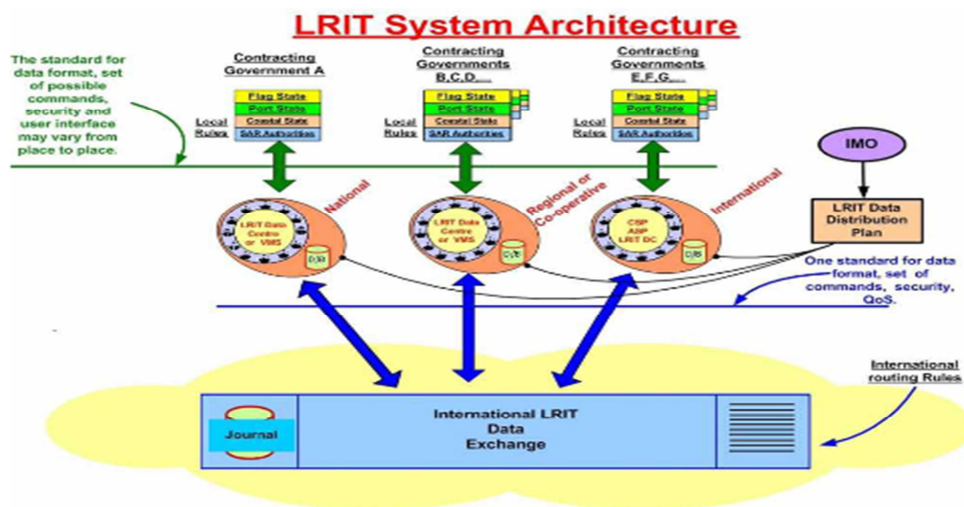 LRIT System Architecture
The standard for
data format, set
of possible
commands,
security and
user interface
may vary from
place to place.
Contracting
Government A
Flag State
Port State
Coastal State
SAR Authorities
Local
Rules
Contracting
Governments
B,C,D,...
Flag State
Port State
Coastal State
SAR Authorities
Local
Rules
Contracting
Governments
E,F,G,...
Flag State
Port State
Coastal State
SAR Authorities
Local
Rules
IMO
LRIT Data
Distribution
Plan
National
LRIT Data
Centre
or VMS
D/B
Regional or
Co-operative
LRIT Data
Centre
or VMS
D/B
International
CSP
ASP
LRIT DC
D/B
One standard for data
format, set of
commands, security,
QoS.
International
routing Rules
Journal
International LRIT
Data
Exchange